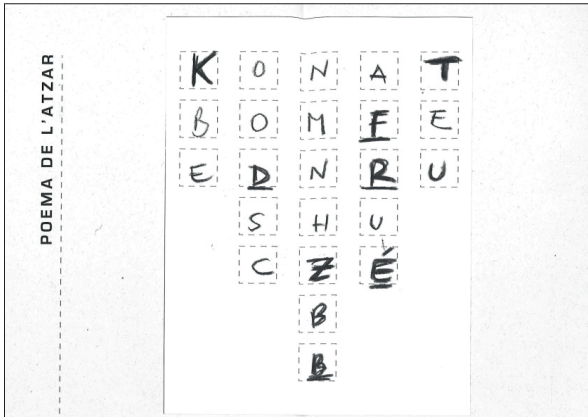 POEMA DE L'ATZAR
K O N A T
B O M F E
E D N R U
S H U
C Z É
B
B